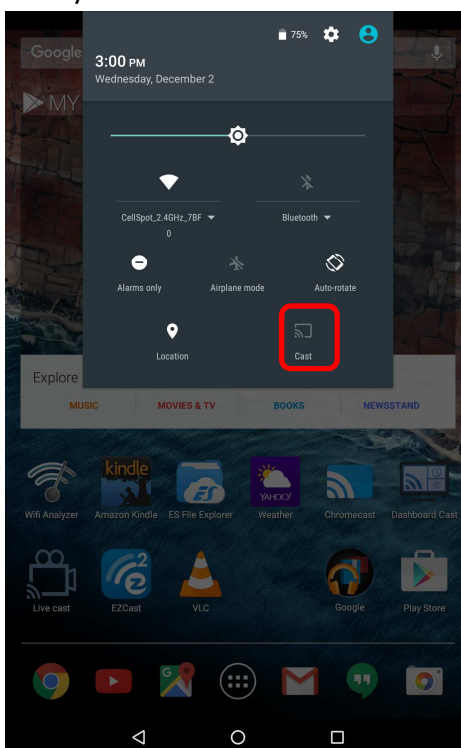 75%
Google
3:00 PM
Wednesday, December 2
MY
CellSpot_2.4GHz_7BF
0
Bluetooth
Alarms only
Airplane mode
Auto-rotate
Location
Cast
Explore
MUSIC
MOVIES & TV
BOOKS
NEWSSTAND
kindle
ES
YAHOO!
Wifi Analyzer
Amazon Kindle
ES File Explorer
Weather
Chromecast
Dashboard Cast
2
Live cast
EZCast
VLC
Google
Play Store
G